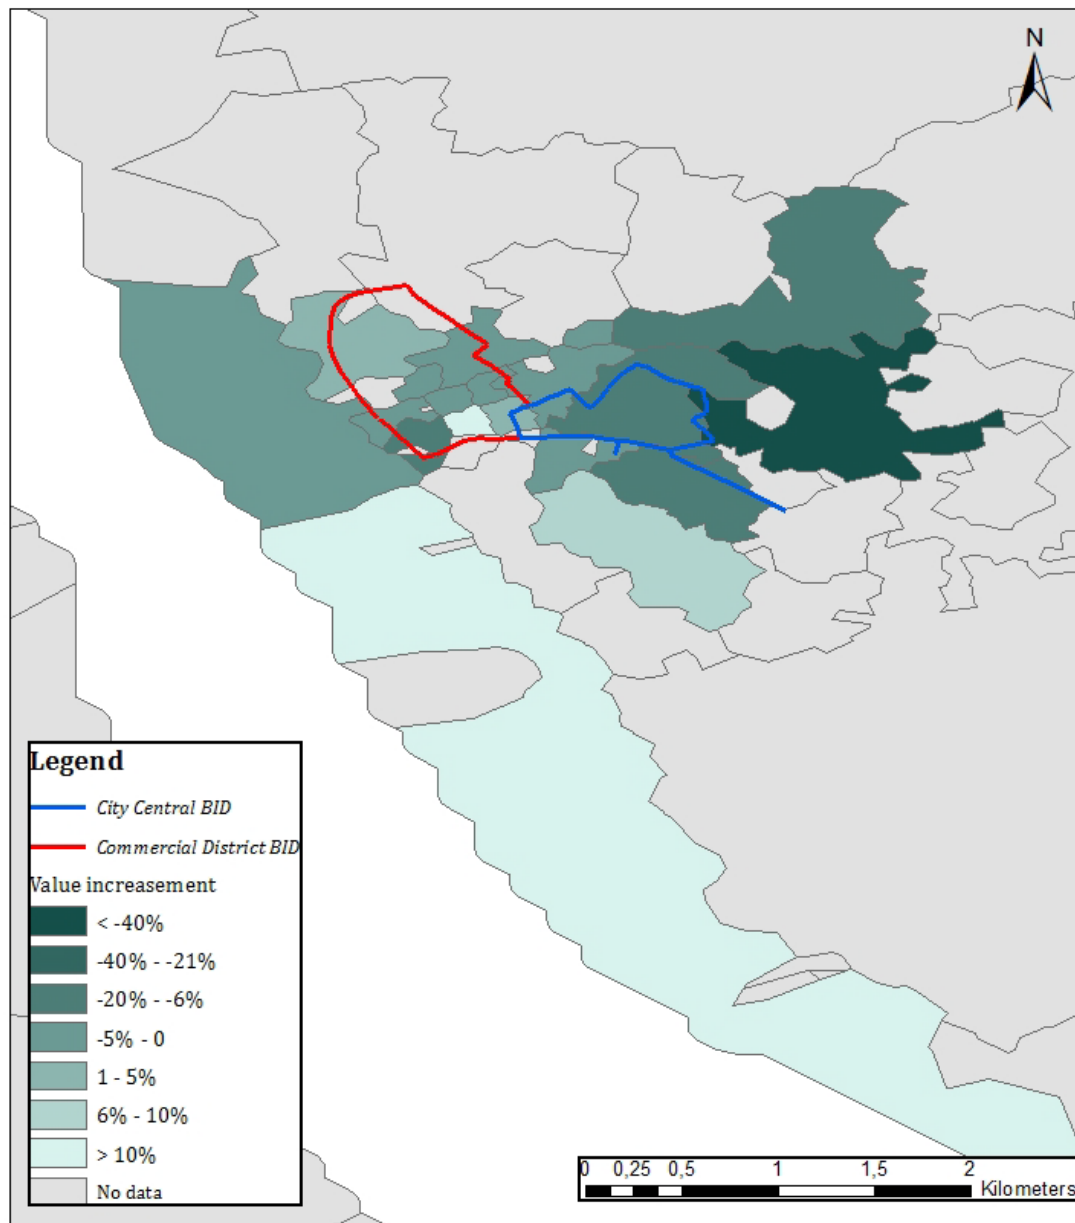 N
Legend
City Central BID
Commercial District BID
Value increasement
< -40%
-40% - -21%
-20% - -6%
-5% - 0
1 - 5%
6% - 10%
> 10%
No data
0 0,25 0,5 1 1,5 2
Kilometers